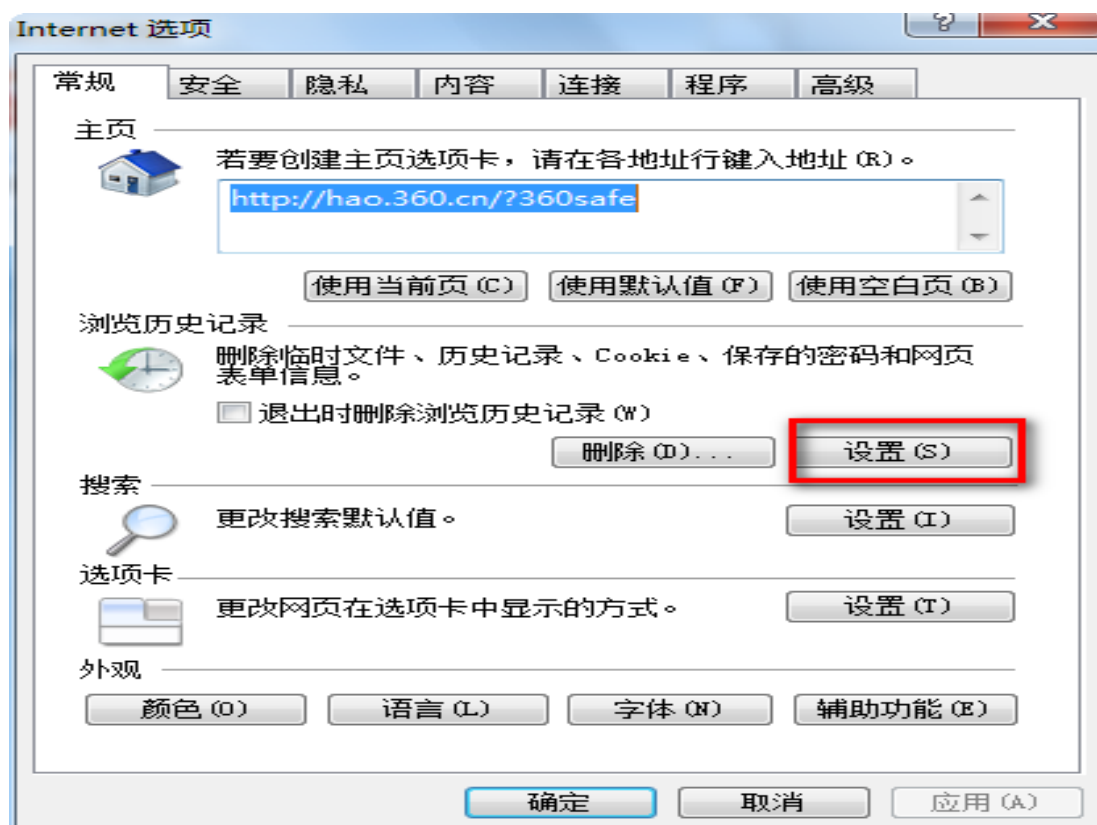 Internet 选项
常规 安全 隐私 内容 连接 程序 高级
主页
若要创建主页选项卡，请在各地址行键入地址(R)。
http://hao.360.cn/?360safe
使用当前页(C) 使用默认值(F) 使用空白页(B)
浏览历史记录
删除临时文件、历史记录、Cookie、保存的密码和网页
表单信息。
退出时删除浏览历史记录(W)
删除(D)... 设置(S)
搜索
更改搜索默认值。 设置(I)
选项卡
更改网页在选项卡中显示的方式。 设置(T)
外观
颜色(O) 语言(L) 字体(N) 辅助功能(E)
确定 取消 应用(A)